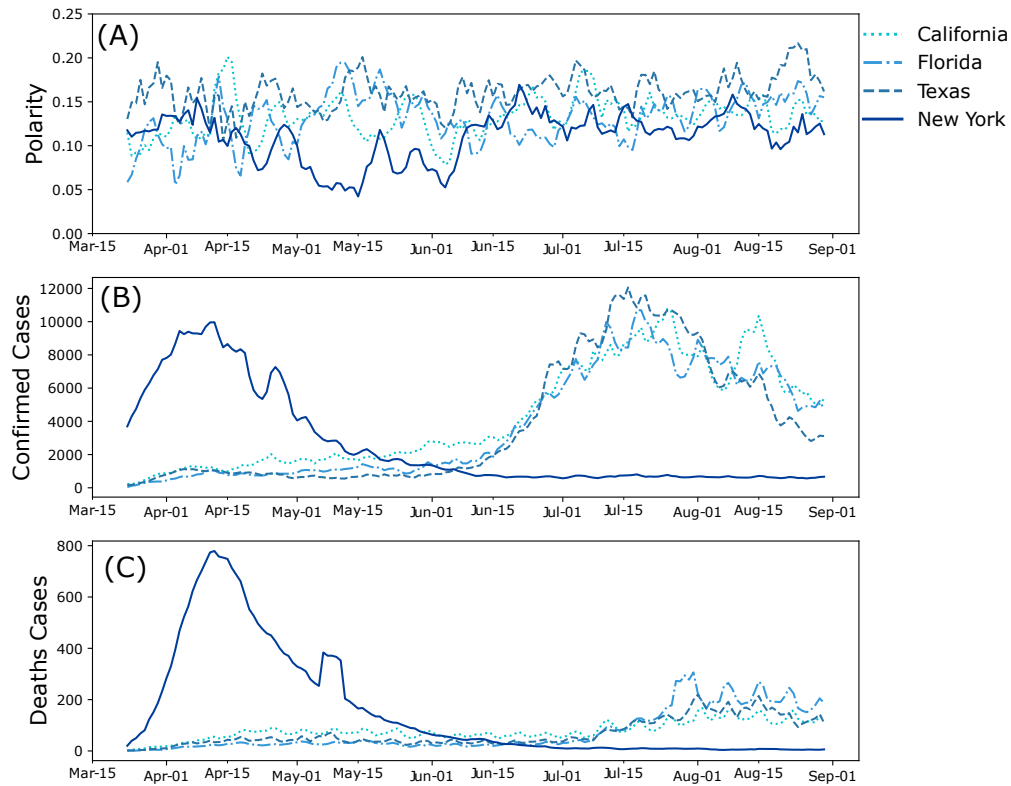 (A)
Polarity
0.25
0.20
0.15
0.10
0.05
0.00
Mar-15
Apr-01
Apr-15
May-01
May-15
Jun-01
Jun-15
Jul-01
Jul-15
Aug-01
Aug-15
Sep-01
California
Florida
Texas
New York
(B)
Confirmed Cases
12000
10000
8000
6000
4000
2000
0
Mar-15
Apr-01
Apr-15
May-01
May-15
Jun-01
Jun-15
Jul-01
Jul-15
Aug-01
Aug-15
Sep-01
(C)
Deaths Cases
800
600
400
200
0
Mar-15
Apr-01
Apr-15
May-01
May-15
Jun-01
Jun-15
Jul-01
Jul-15
Aug-01
Aug-15
Sep-01